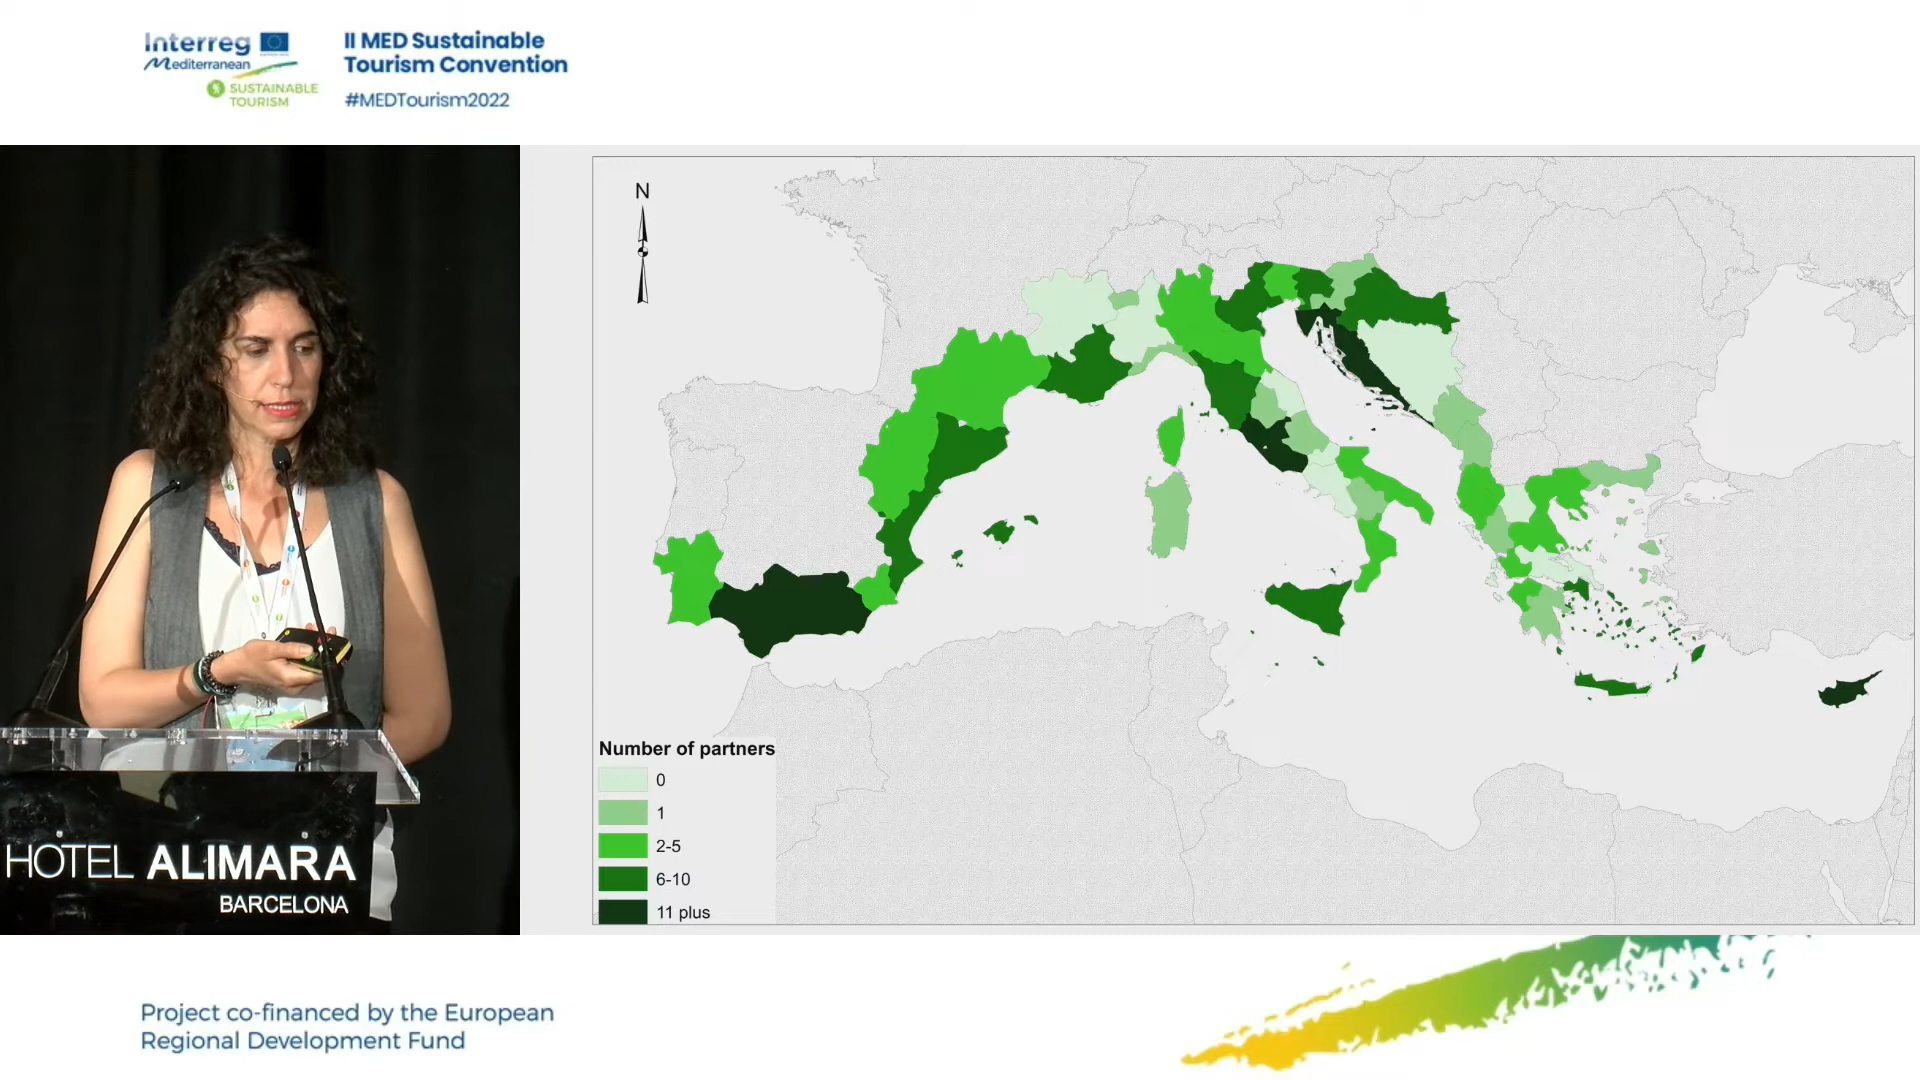 Interreg
Mediterranean
SUSTAINABLE
TOURISM
II MED Sustainable
Tourism Convention
#MEDTourism2022
N
Number of partners
0
1
2-5
6-10
11 plus
HOTEL ALIMARA
BARCELONA
Project co-financed by the European
Regional Development Fund